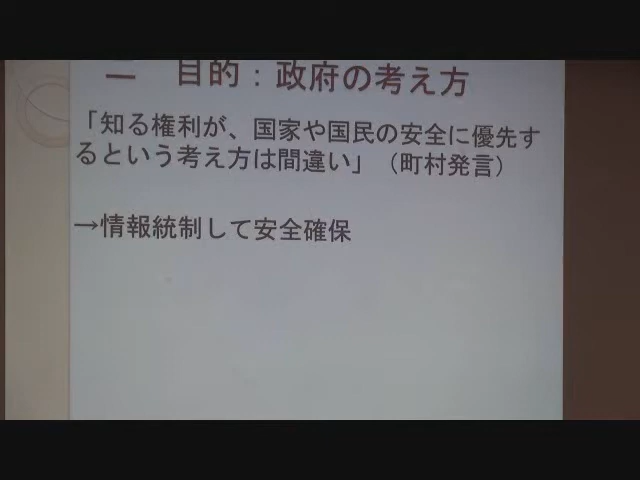 二　目的：政府の考え方
「知る権利が、国家や国民の安全に優先す
るという考え方は間違い」（町村発言）
→情報統制して安全確保